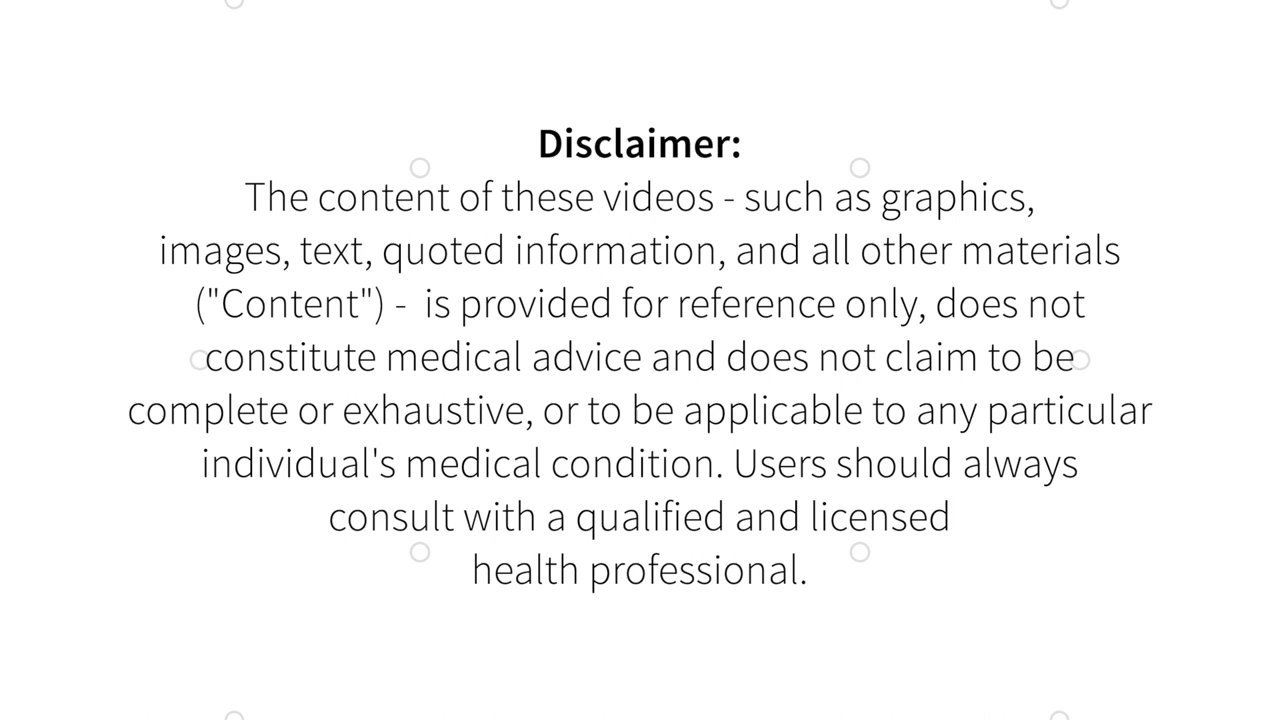 Disclaimer:
The content of these videos - such as graphics,
images, text, quoted information, and all other materials
("Content") -  is provided for reference only, does not
constitute medical advice and does not claim to be
complete or exhaustive, or to be applicable to any particular
individual's medical condition. Users should always
consult with a qualified and licensed
health professional.